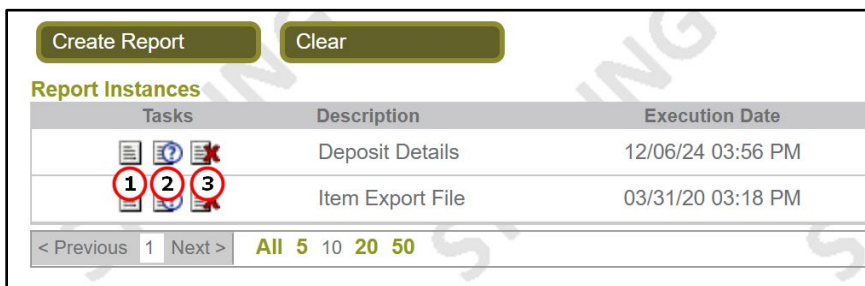 Create Report Clear
Report Instances
Tasks Description Execution Date
Deposit Details 12/06/24 03:56 PM
1 2 3
Item Export File 03/31/20 03:18 PM
< Previous 1 Next > All 5 10 20 50